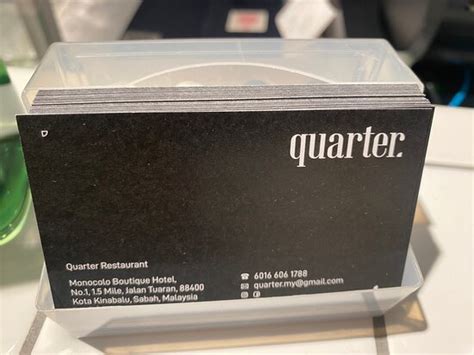 quarter.
Quarter Restaurant
Monocolo Boutique Hotel,
No.1, 1.5 Mile, Jalan Tuaran, 88400
Kota Kinabalu, Sabah, Malaysia
6016 606 1788
quarter.my@gmail.com